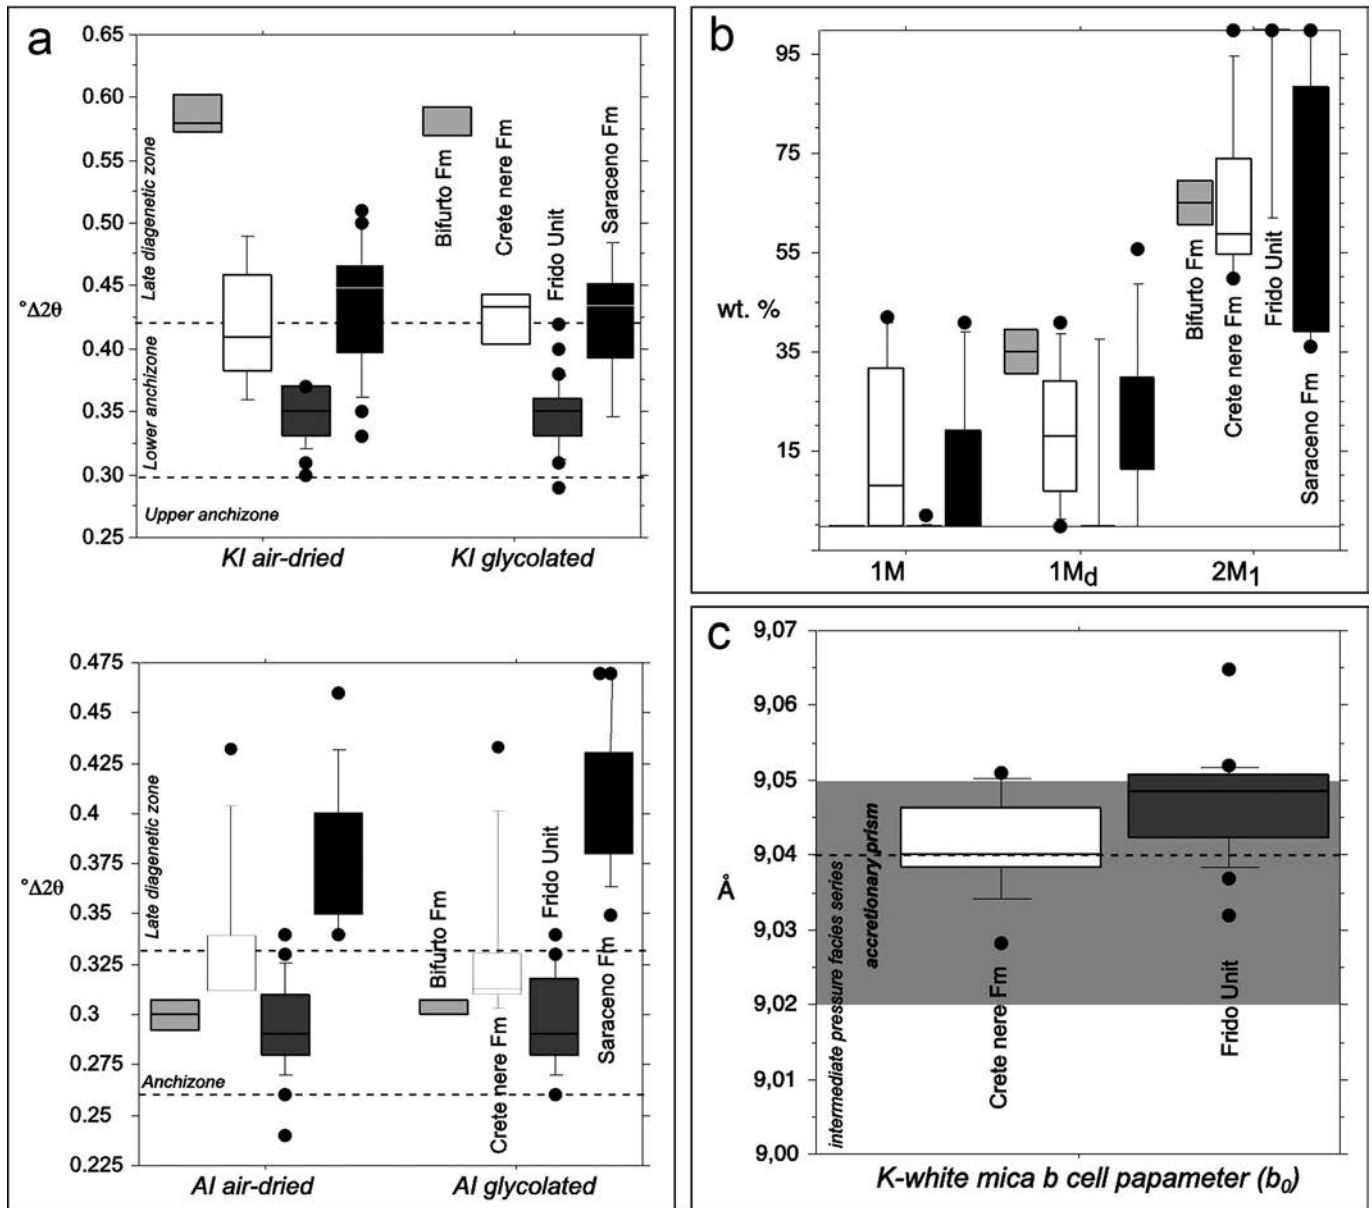 a
0.65
0.60
0.55
0.50
0.45
0.40
0.35
0.30
0.25
°Δ2θ
Late diagenetic zone
Lower anchizone
Upper anchizone
Bifurto Fm
Crete nere Fm
Frido Unit
Saraceno Fm
KI air-dried
KI glycolated
0.475
0.45
0.425
0.4
0.375
0.35
0.325
0.3
0.275
0.25
0.225
°Δ2θ
Late diagenetic zone
Anchizone
Bifurto Fm
Crete nere Fm
Frido Unit
Saraceno Fm
AI air-dried
AI glycolated
b
95
75
55
35
15
wt. %
Bifurto Fm
Crete nere Fm
Frido Unit
Saraceno Fm
1M
1Md
2M1
c
9,07
9,06
9,05
9,04
9,03
9,02
9,01
9,00
Å
intermediate pressure facies series
accretionary prism
Crete nere Fm
Frido Unit
K-white mica b cell papameter (b0)